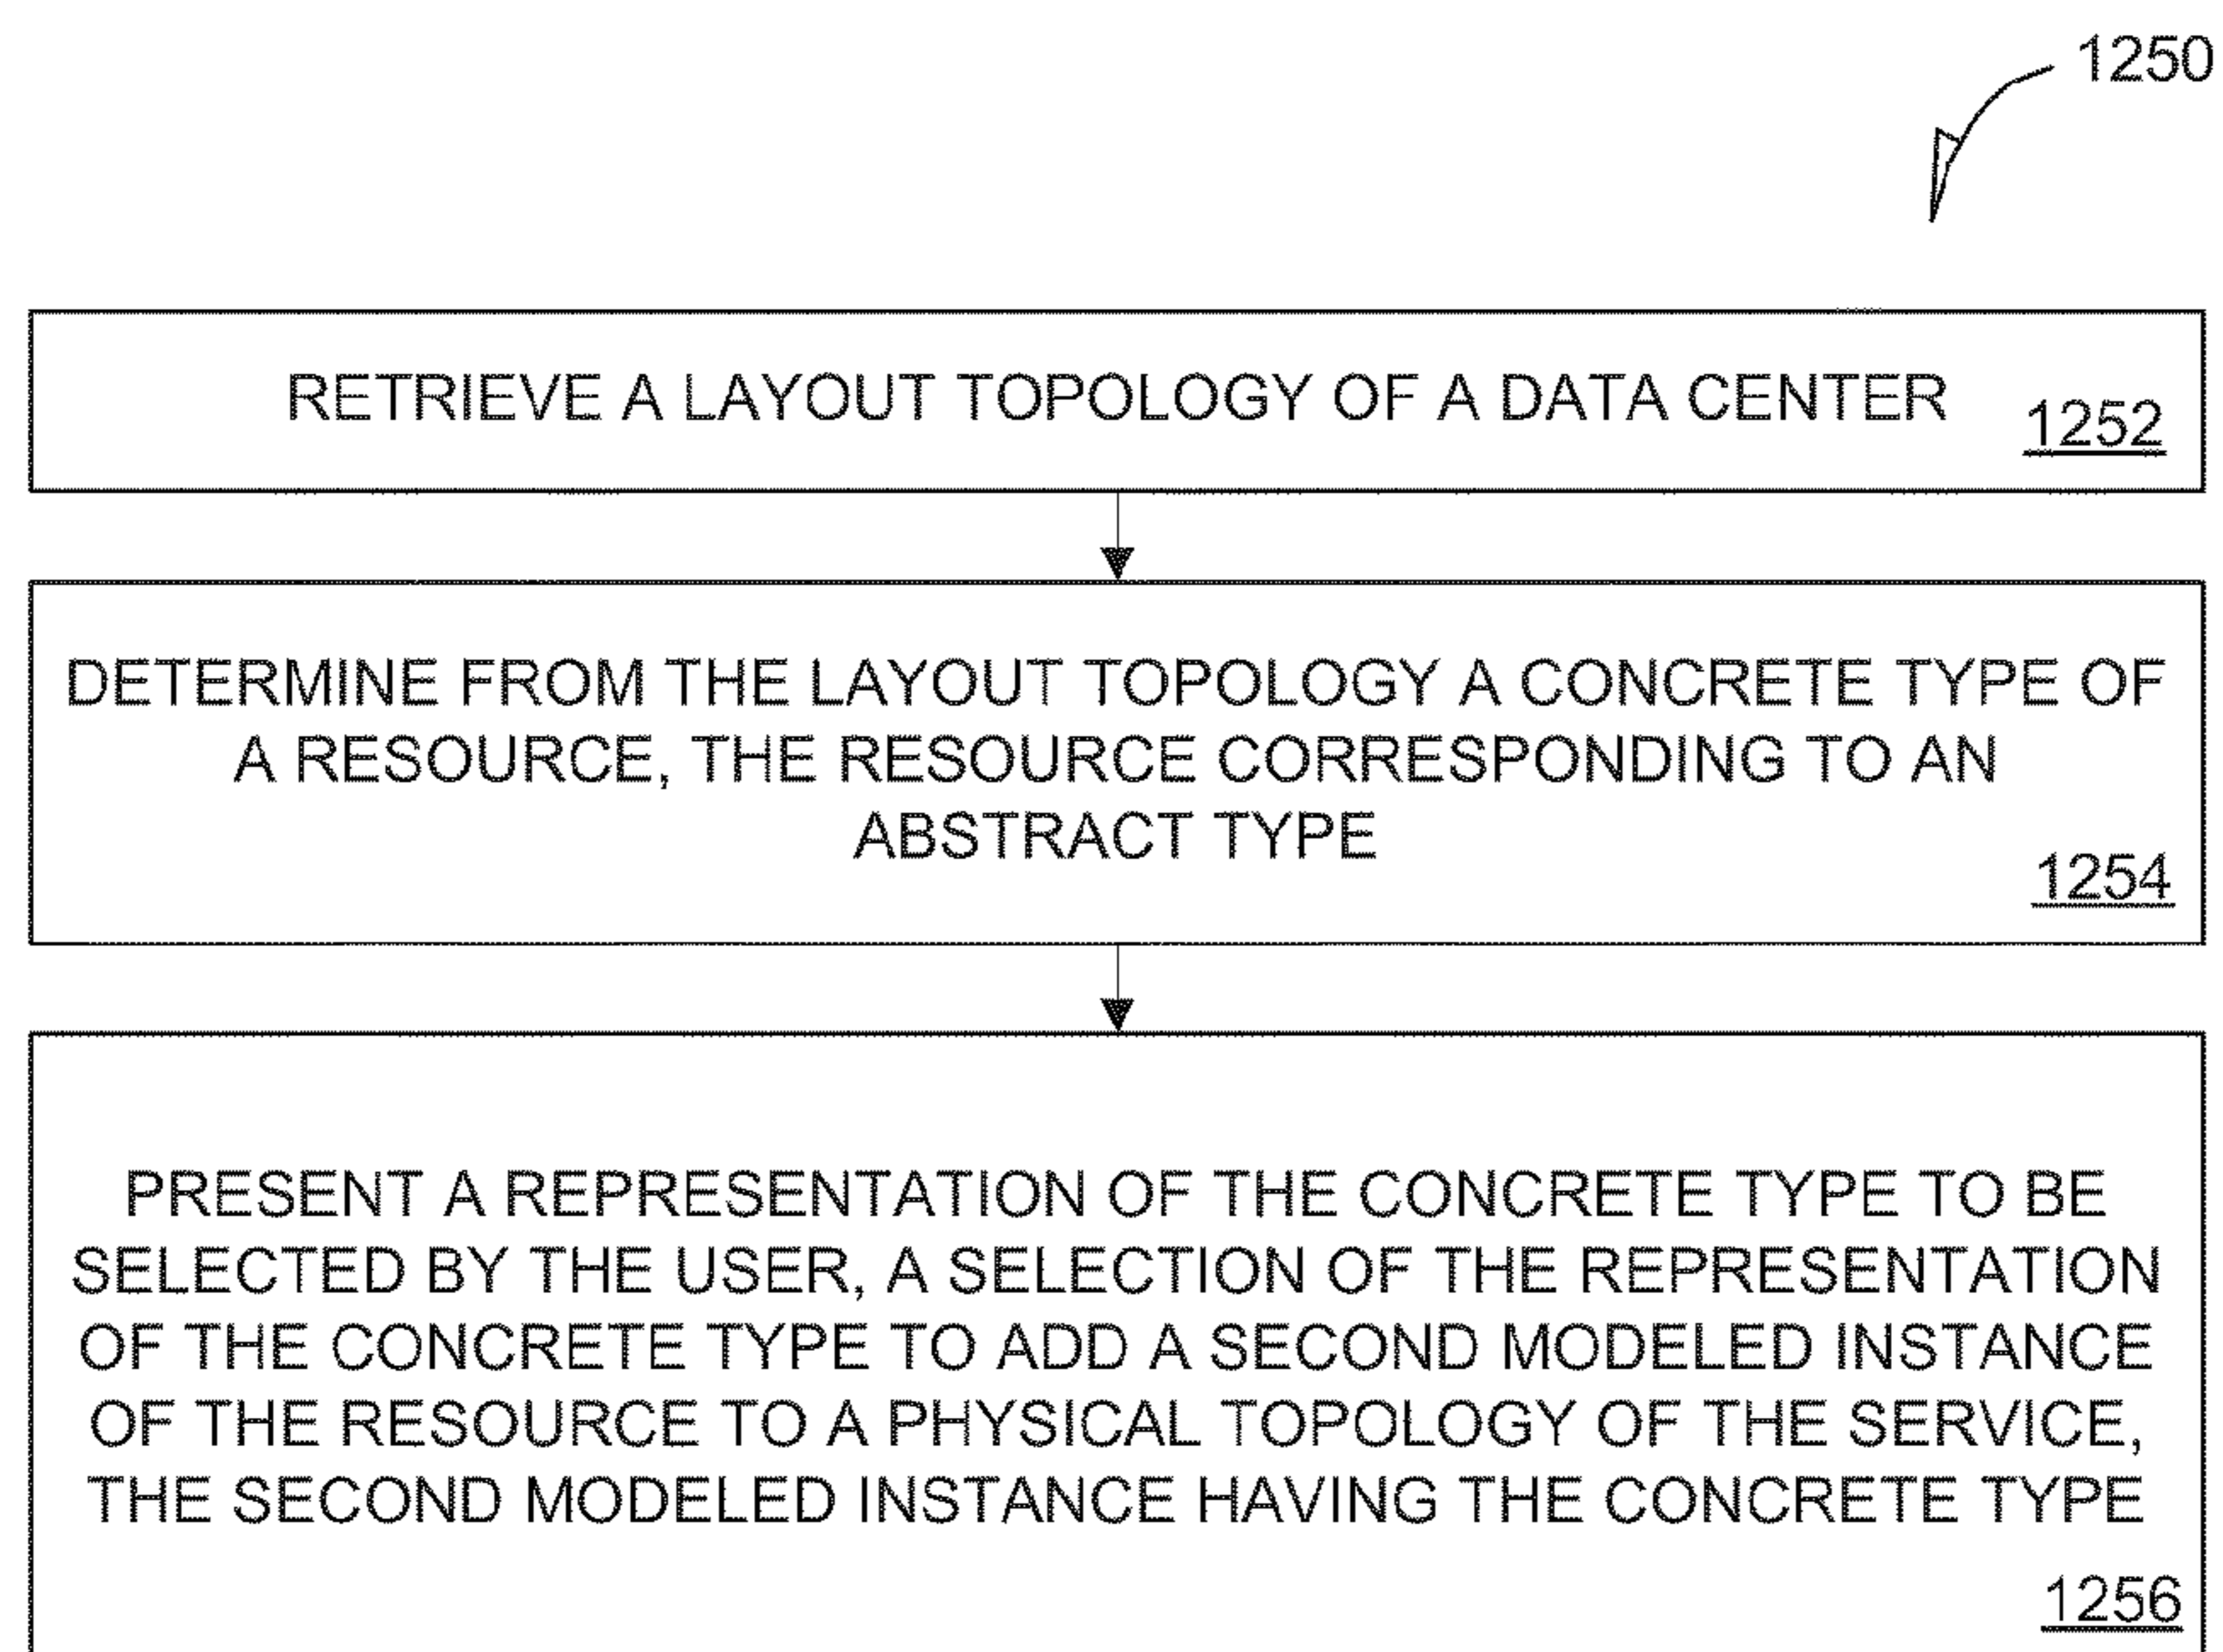 1250
RETRIEVE A LAYOUT TOPOLOGY OF A DATA CENTER
1252
DETERMINE FROM THE LAYOUT TOPOLOGY A CONCRETE TYPE OF
A RESOURCE, THE RESOURCE CORRESPONDING TO AN
ABSTRACT TYPE
1254
PRESENT A REPRESENTATION OF THE CONCRETE TYPE TO BE
SELECTED BY THE USER, A SELECTION OF THE REPRESENTATION
OF THE CONCRETE TYPE TO ADD A SECOND MODELED INSTANCE
OF THE RESOURCE TO A PHYSICAL TOPOLOGY OF THE SERVICE,
THE SECOND MODELED INSTANCE HAVING THE CONCRETE TYPE
1256